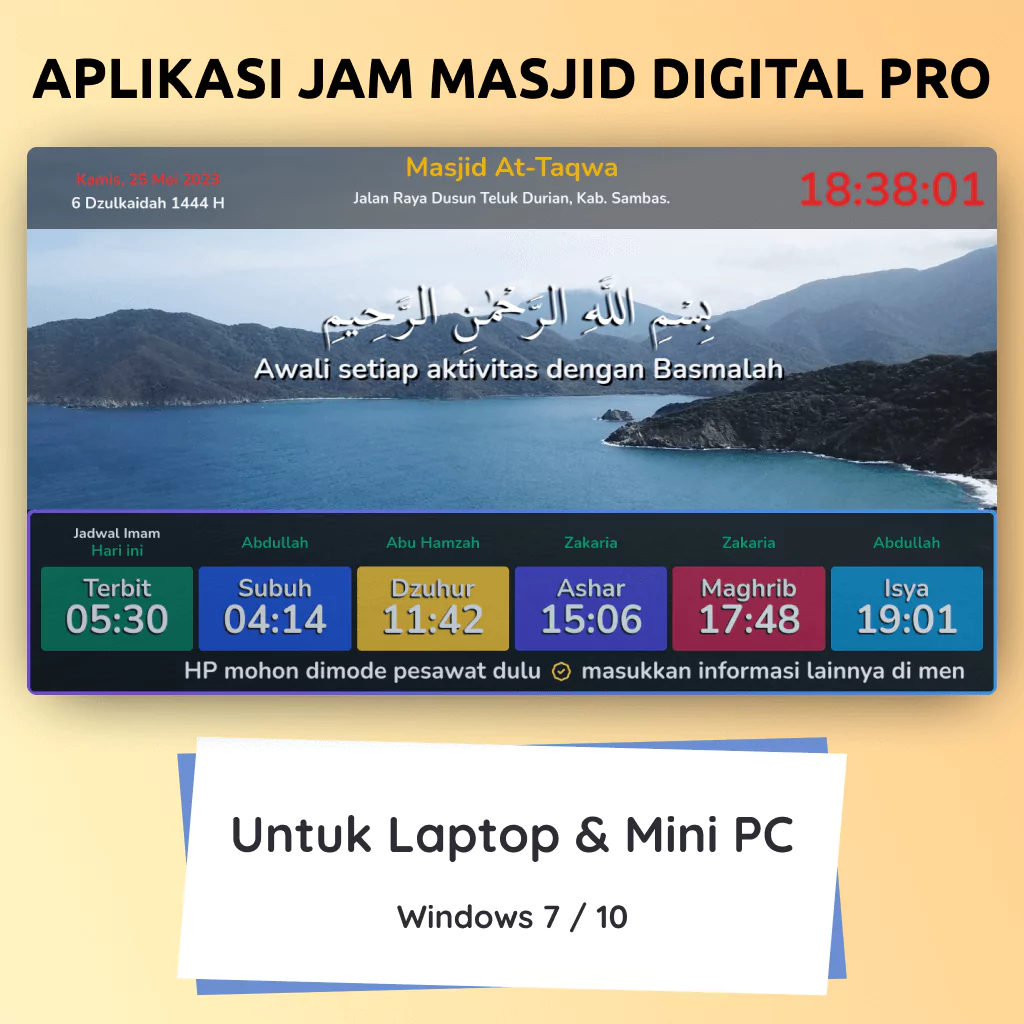 APLIKASI JAM MASJID DIGITAL PRO
Kamis, 25 Mei 2023
6 Dzulkaidah 1444 H
Masjid At-Taqwa
Jalan Raya Dusun Teluk Durian, Kab. Sambas.
18:38:01
بِسْمِ اللَّهِ الرَّحْمَٰنِ الرَّحِيمِ
Awali setiap aktivitas dengan Basmalah
Jadwal Imam
Hari ini
Abdullah
Abu Hamzah
Zakaria
Zakaria
Abdullah
Terbit
05:30
Subuh
04:14
Dzuhur
11:42
Ashar
15:06
Maghrib
17:48
Isya
19:01
HP mohon dimode pesawat dulu masukkan informasi lainnya di men
Untuk Laptop & Mini PC
Windows 7 / 10